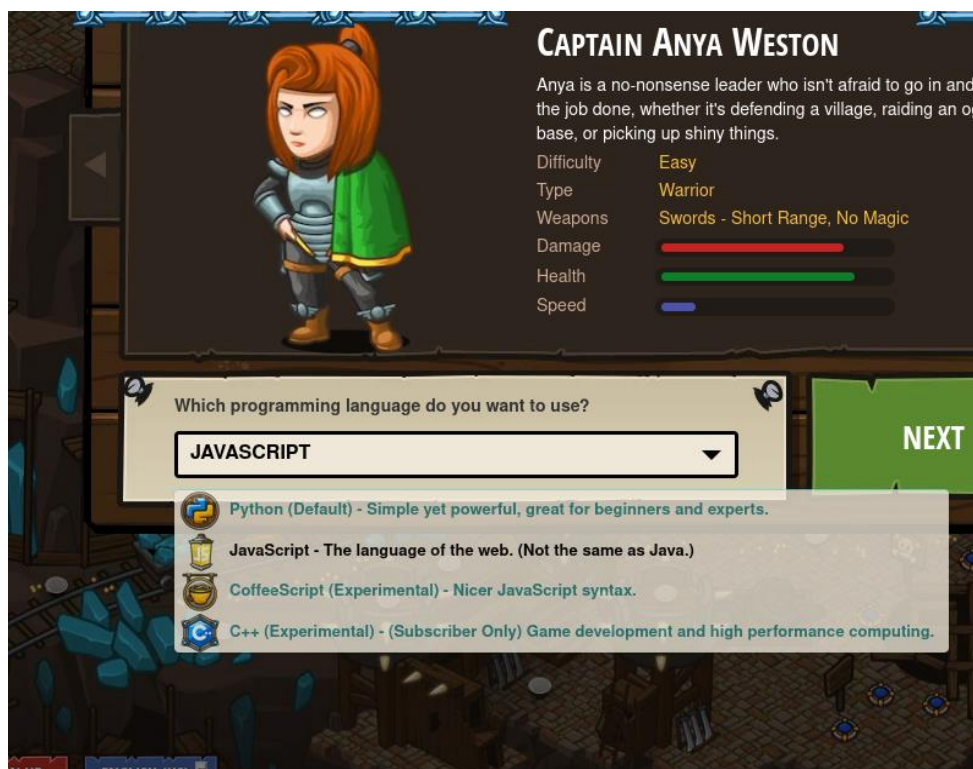 CAPTAIN ANYA WESTON
Anya is a no-nonsense leader who isn't afraid to go in and
the job done, whether it's defending a village, raiding an
base, or picking up shiny things.
Difficulty Easy
Type Warrior
Weapons Swords - Short Range, No Magic
Damage
Health
Speed
Which programming language do you want to use?
JAVASCRIPT
NEXT
Python (Default) - Simple yet powerful, great for beginners and experts.
JavaScript - The language of the web. (Not the same as Java.)
CoffeeScript (Experimental) - Nicer JavaScript syntax.
C++ (Experimental) - (Subscriber Only) Game development and high performance computing.